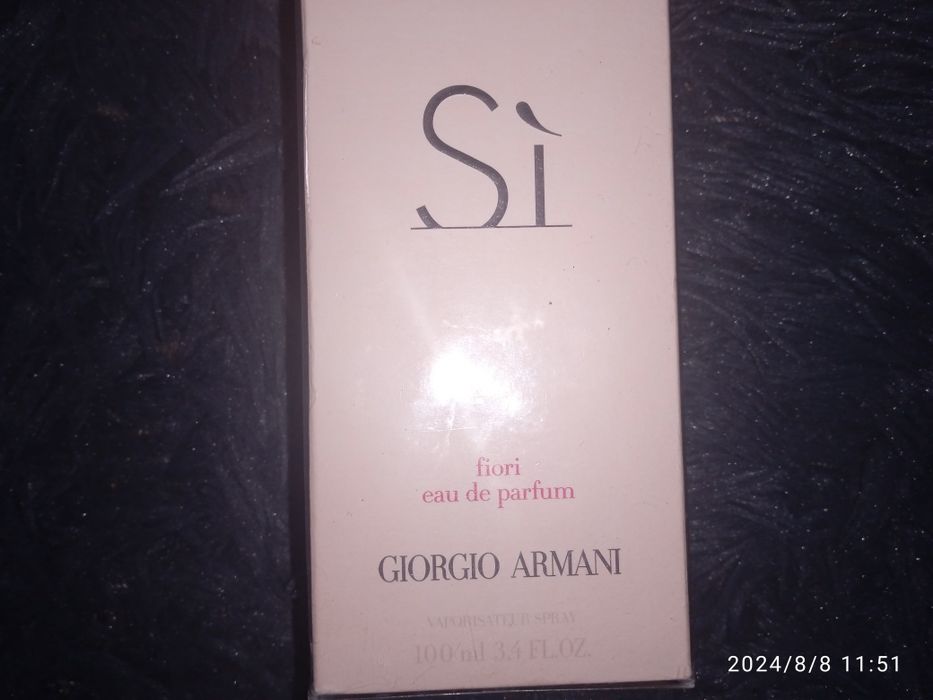 Sì
fiori
eau de parfum
GIORGIO ARMANI
VAPORISATEUR SPRAY
100 ml 3.4 FL.OZ.
2024/8/8 11:51